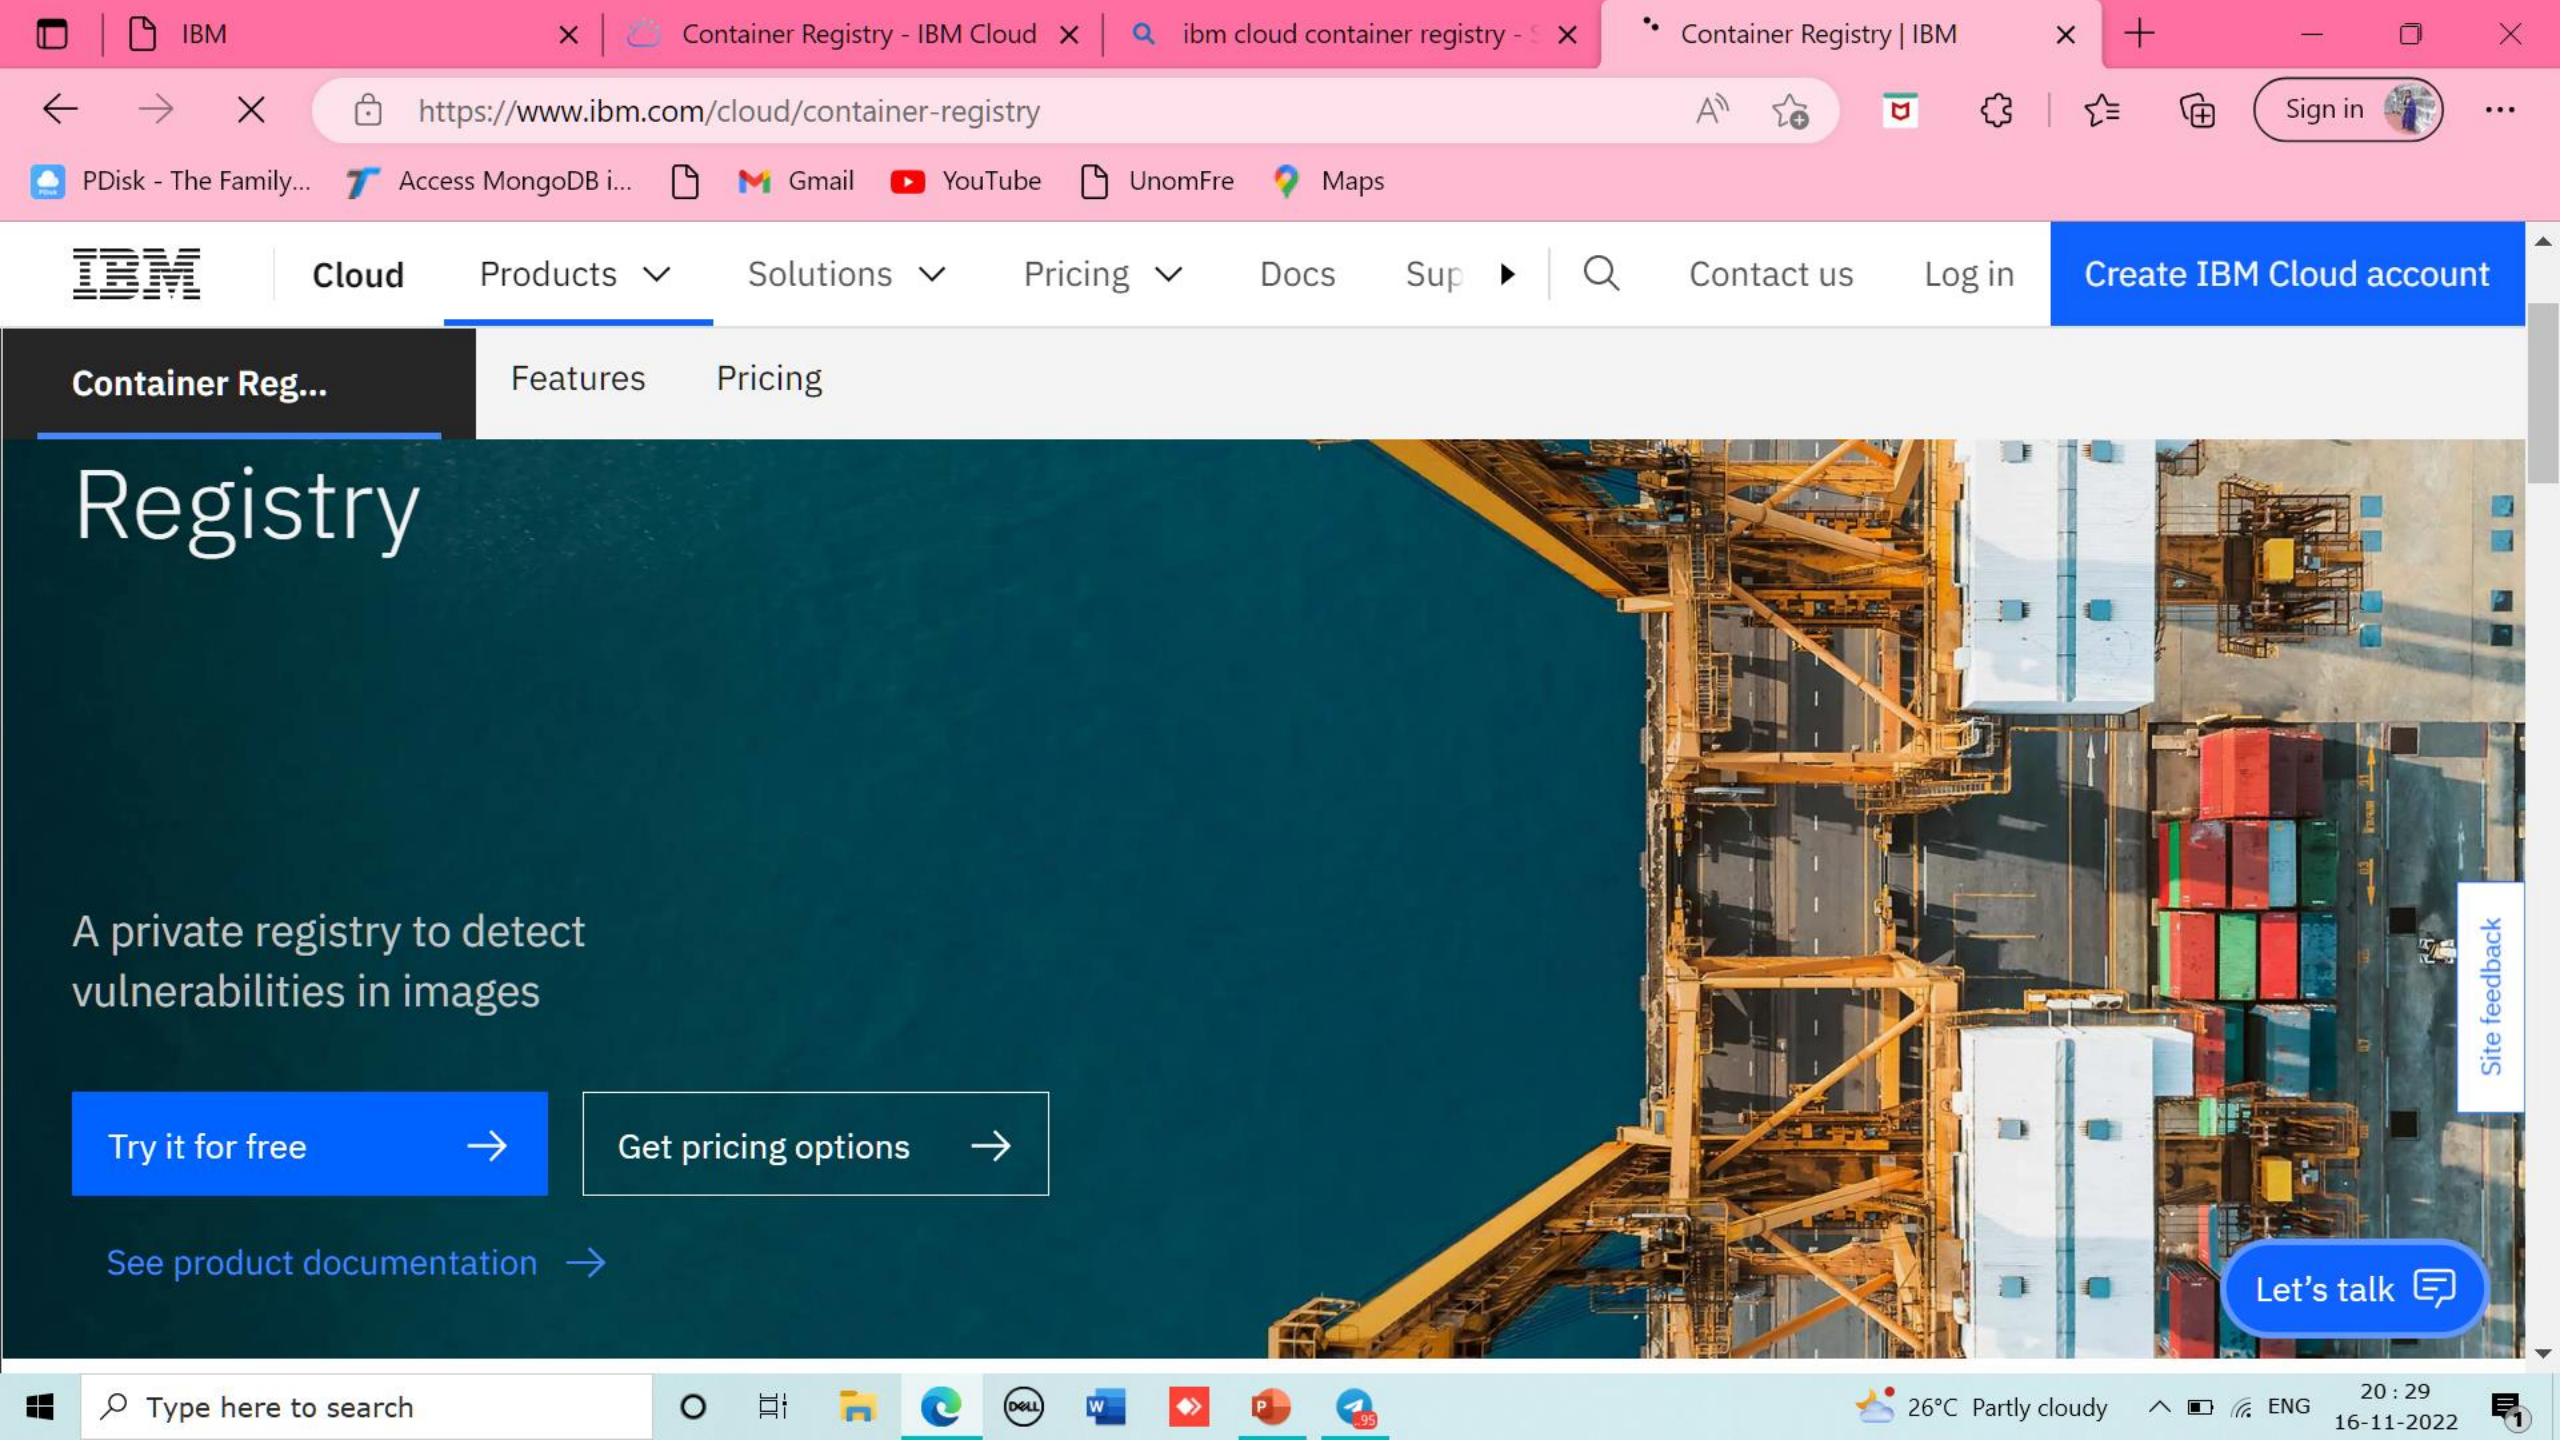 IBM
Container Registry - IBM Cloud
ibm cloud container registry -
Container Registry | IBM
https://www.ibm.com/cloud/container-registry
Sign in
PDisk - The Family...
Access MongoDB i...
Gmail
YouTube
UnomFre
Maps
IBM
Cloud
Products
Solutions
Pricing
Docs
Sup
Contact us
Log in
Create IBM Cloud account
Container Reg...
Features
Pricing
Registry
A private registry to detect
vulnerabilities in images
Try it for free
Get pricing options
See product documentation
Site feedback
Let's talk
Type here to search
DELL
W
P
95
26°C Partly cloudy
ENG
20 : 29
16-11-2022
1